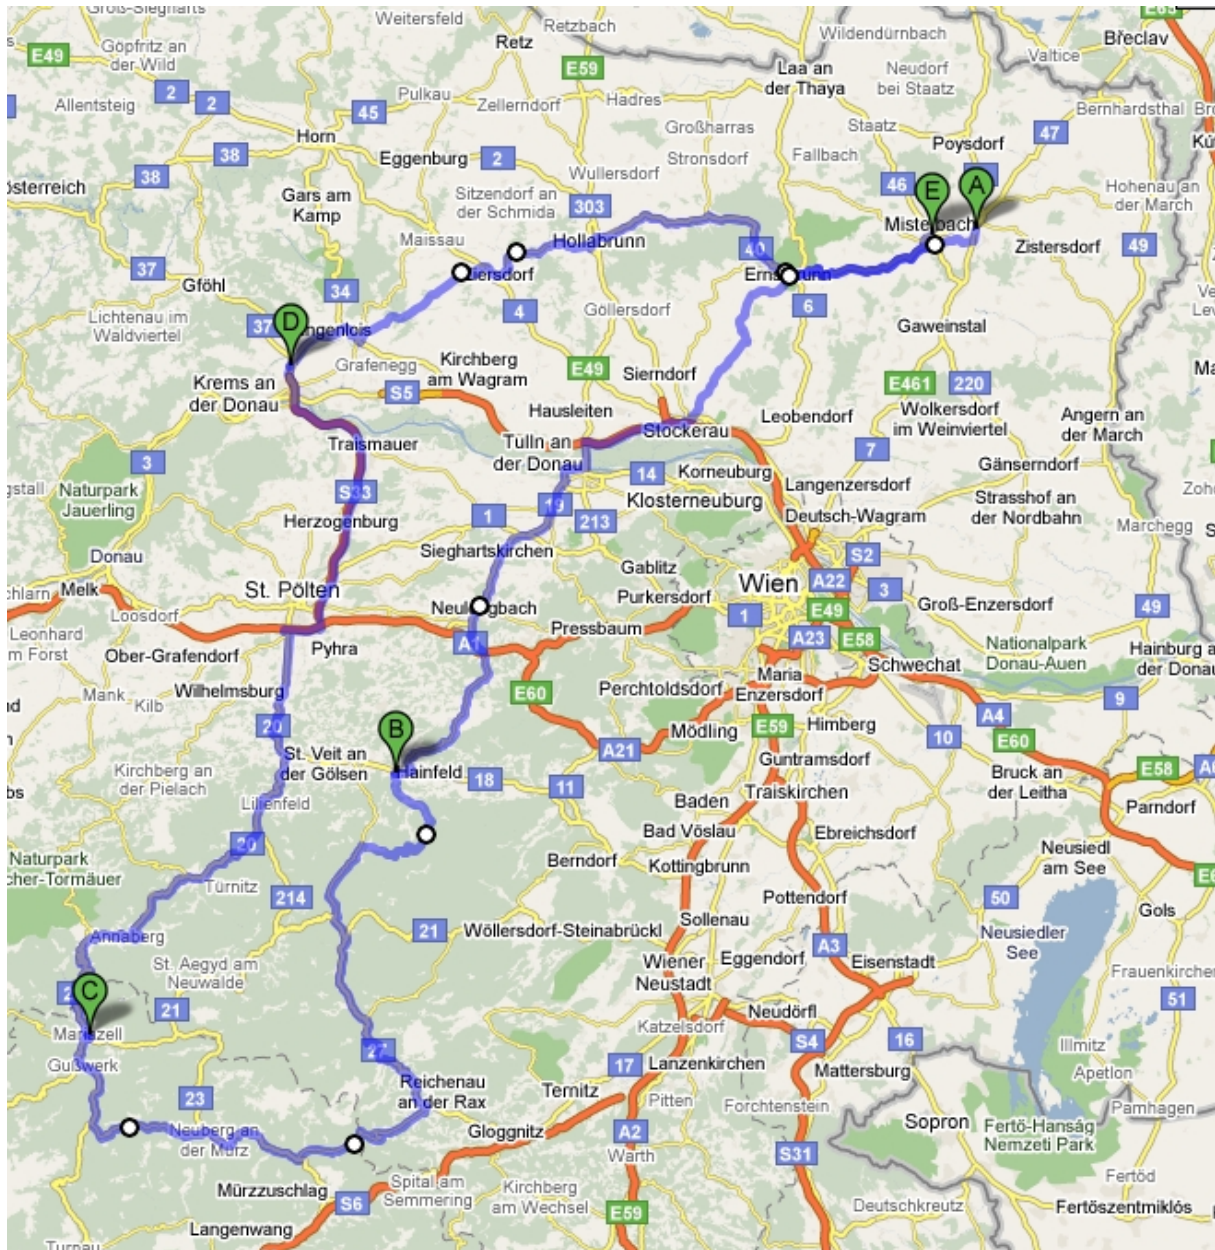 Groß-Siegharts
Weitersfeld
Retzbach
E65
Wildendürnbach
Břeclav
Göpfritz an
der Wild
E49
Retz
E59
Laa an
der Thaya
Neudorf
bei Staatz
Valtice
2
2
Allentsteig
45
Pulkau
Zellerndorf
Hadres
Bernhardsthal
Horn
Großharras
Staatz
47
38
Eggenburg
2
Stronsdorf
Fallbach
Poysdorf
38
Wullersdorf
46
österreich
Gars am
Kamp
Sitzendorf an
der Schmida
303
E
A
Hohenau an
der March
Maissau
Hollabrunn
40
Mistelbach
Zistersdorf
49
37
Gföhl
34
6
Lichtenau im
Waldviertel
37
D
4
Göllersdorf
Gaweinstal
Grafenegg
Kirchberg
am Wagram
E49
Sierndorf
E461
220
Krems an
der Donau
S5
Hausleiten
Leobendorf
Wolkersdorf
im Weinviertel
Angern an
der March
Traismauer
Tulln an
der Donau
Stockerau
7
3
14
Korneuburg
Gänserndorf
Naturpark
Jauerling
S33
Langenzersdorf
Herzogenburg
1
19
213
Klosterneuburg
Deutsch-Wagram
Strasshof an
der Nordbahn
Marchegg
Donau
Sieghartskirchen
S2
Melk
St. Pölten
Gablitz
Wien
A22
3
Loosdorf
Neulengbach
Purkersdorf
1
E49
Groß-Enzersdorf
49
Pressbaum
A23
E58
Nationalpark
Donau-Auen
Ober-Grafendorf
Pyhra
A1
Schwechat
Mank
Kilb
Wilhelmsburg
E60
Perchtoldsdorf
Maria
Enzersdorf
9
20
B
Mödling
E59
Himberg
A4
St. Veit an
der Gölsen
Hainfeld
A21
10
E60
Kirchberg an
der Pielach
18
11
Guntramsdorf
Bruck an
der Leitha
E58
Lilienfeld
Baden
Traiskirchen
Parndorf
20
Bad Vöslau
Ebreichsdorf
Neusiedl
am See
Naturpark
Türnitz
Berndorf
Kottingbrunn
214
Pottendorf
50
Gols
Annaberg
21
Wöllersdorf-Steinabrückl
Sollenau
Neusiedler
See
St. Aegyd am
Neuwalde
Wiener
Neustadt
Eggendorf
A3
Eisenstadt
C
21
Katzelsdorf
Neudörfl
51
Mariazell
27
17
Lanzenkirchen
S4
16
Illmitz
Gußwerk
Reichenau
an der Rax
Ternitz
Mattersburg
Apetlon
23
Pitten
Forchtenstein
Pamhagen
Neuberg an
der Mürz
Gloggnitz
A2
Sopron
Fertő-Hanság
Nemzeti Park
Warth
S31
Mürzzuschlag
S6
Spital am
Semmering
Kirchberg
am Wechsel
Fertőd
Langenwang
E59
Deutschkreutz
Fertőszentmiklós
Turnau